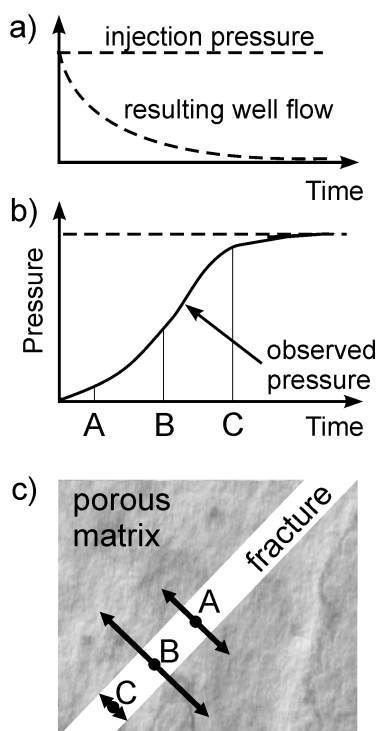 a)
injection pressure
resulting well flow
Time
b)
Pressure
observed
pressure
A B C
Time
c)
porous
matrix
fracture
A
B
C